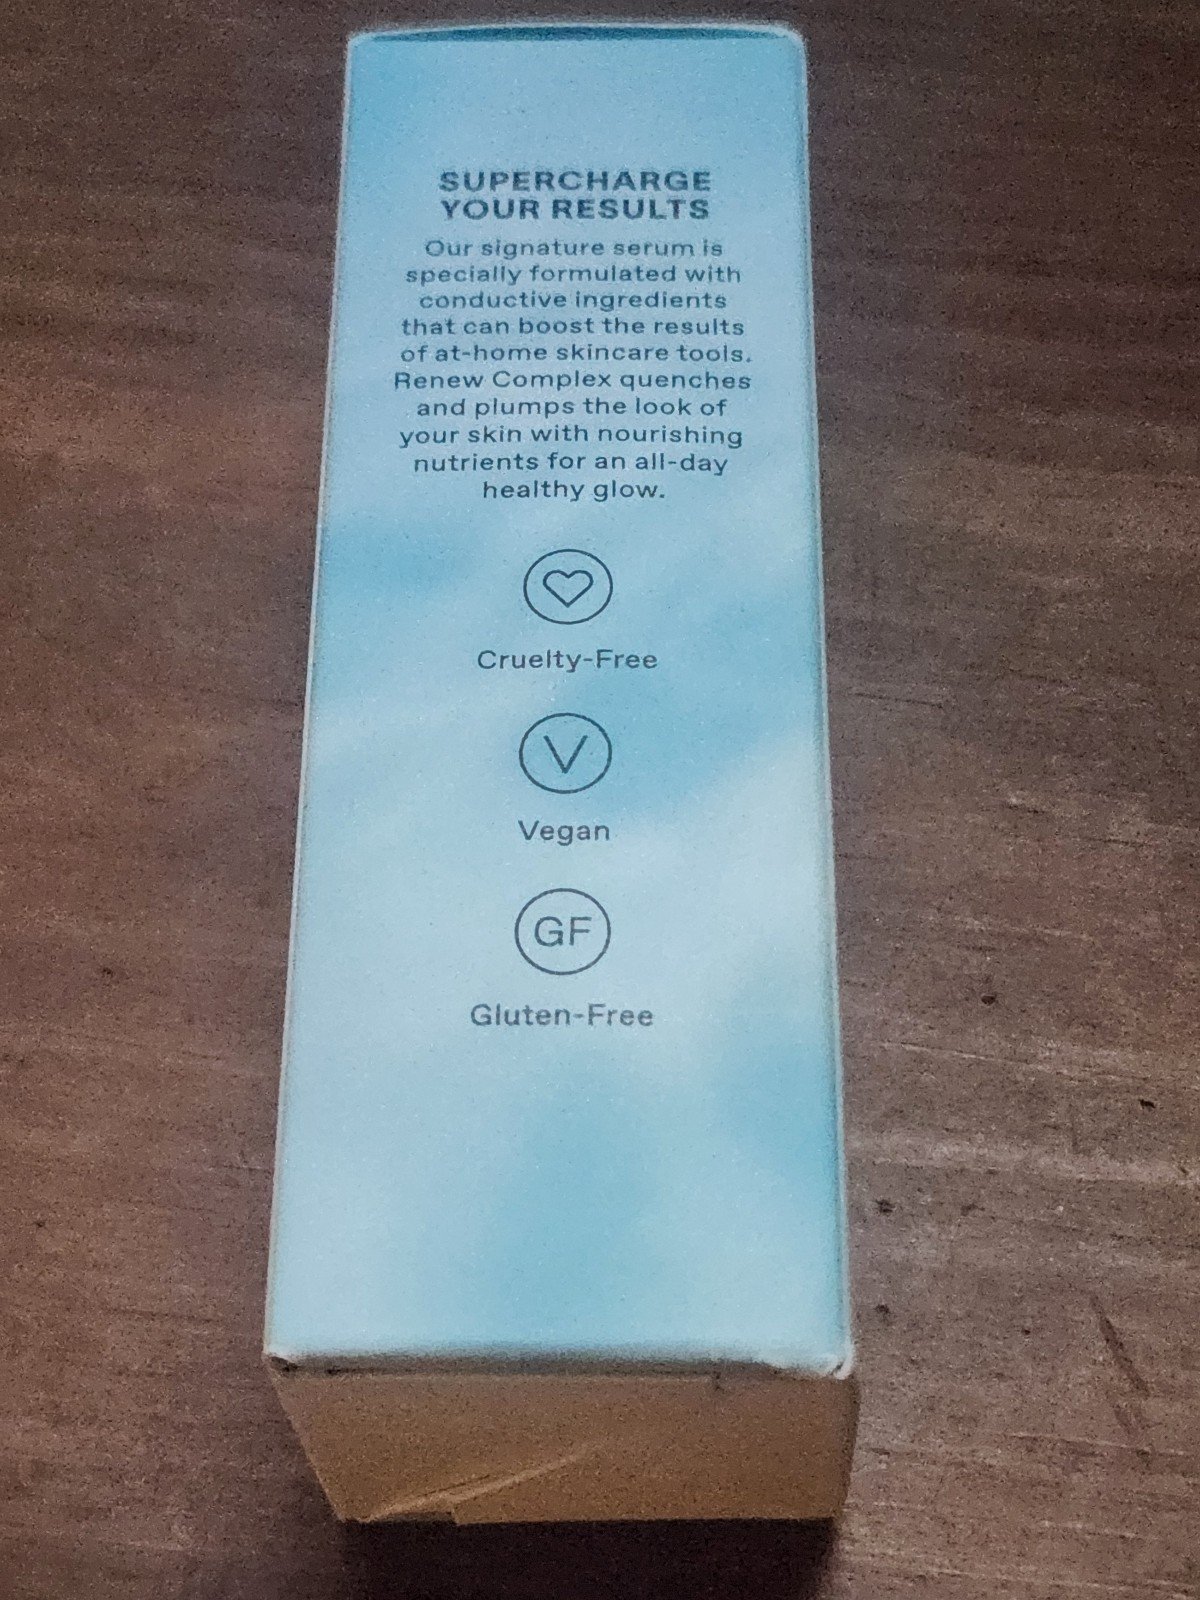 SUPERCHARGE
YOUR RESULTS
Our signature serum is
specially formulated with
conductive ingredients
that can boost the results
of at-home skincare tools.
Renew Complex quenches
and plumps the look of
your skin with nourishing
nutrients for an all-day
healthy glow.
Cruelty-Free
V
Vegan
GF
Gluten-Free